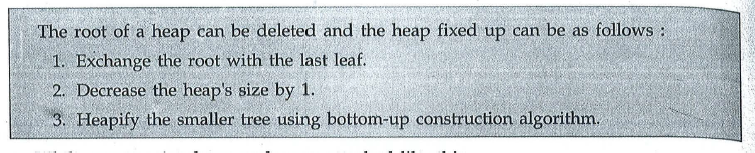 The root of a heap can be deleted and the heap fixed up can be as follows :
1. Exchange the root with the last leaf.
2. Decrease the heap's size by 1.
3. Heapify the smaller tree using bottom-up construction algorithm.